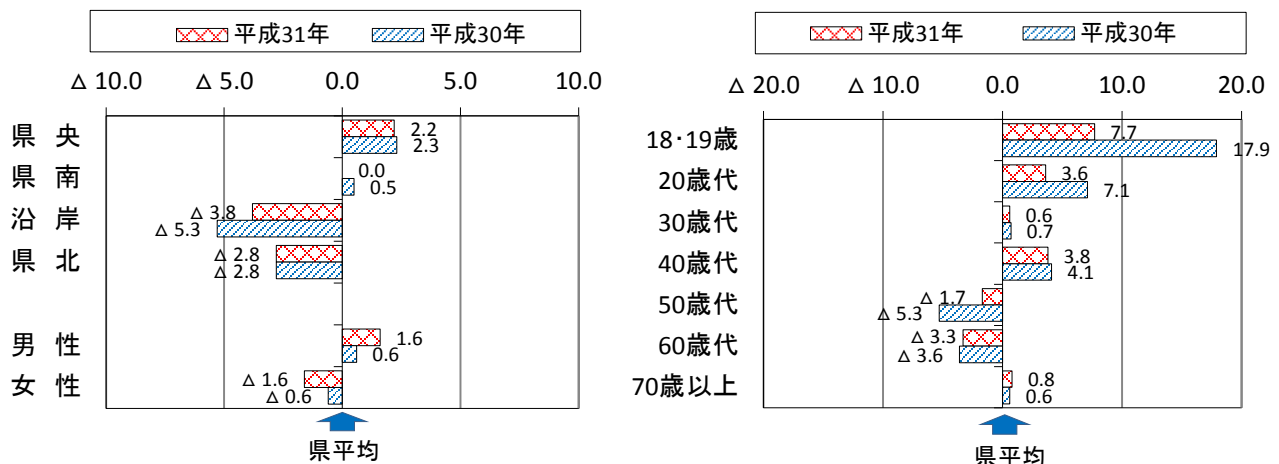 平成31年 平成30年
△ 10.0 △ 5.0 0.0 5.0 10.0
県 央 2.2
2.3
県 南 0.0
0.5
沿 岸 △ 3.8
△ 5.3
県 北 △ 2.8
△ 2.8
男 性 1.6
0.6
女 性 △ 1.6
△ 0.6
県平均
平成31年 平成30年
△ 20.0 △ 10.0 0.0 10.0 20.0
18・19歳 7.7
17.9
20歳代 3.6
7.1
30歳代 0.6
0.7
40歳代 3.8
4.1
50歳代 △ 1.7
△ 5.3
60歳代 △ 3.3
△ 3.6
70歳以上 0.8
0.6
県平均